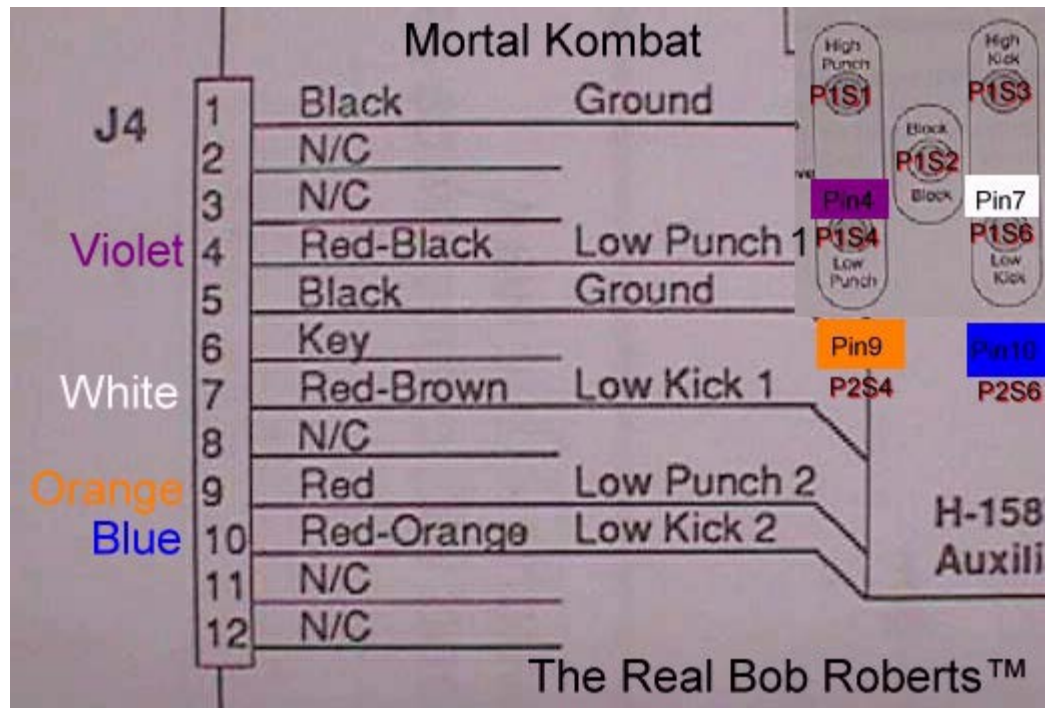 Mortal Kombat
J4
1 Black Ground
2 N/C
3 N/C
Violet 4 Red-Black Low Punch 1
5 Black Ground
6 Key
White 7 Red-Brown Low Kick 1
8 N/C
Orange 9 Red Low Punch 2
Blue 10 Red-Orange Low Kick 2
11 N/C
12 N/C
High Punch
P1S1
High Kick
P1S3
Block
P1S2
Block
Pin4
P1S4
Low Punch
Pin7
P1S6
Low Kick
Pin9
P2S4
Pin10
P2S6
H-158
Auxili
The Real Bob Roberts™